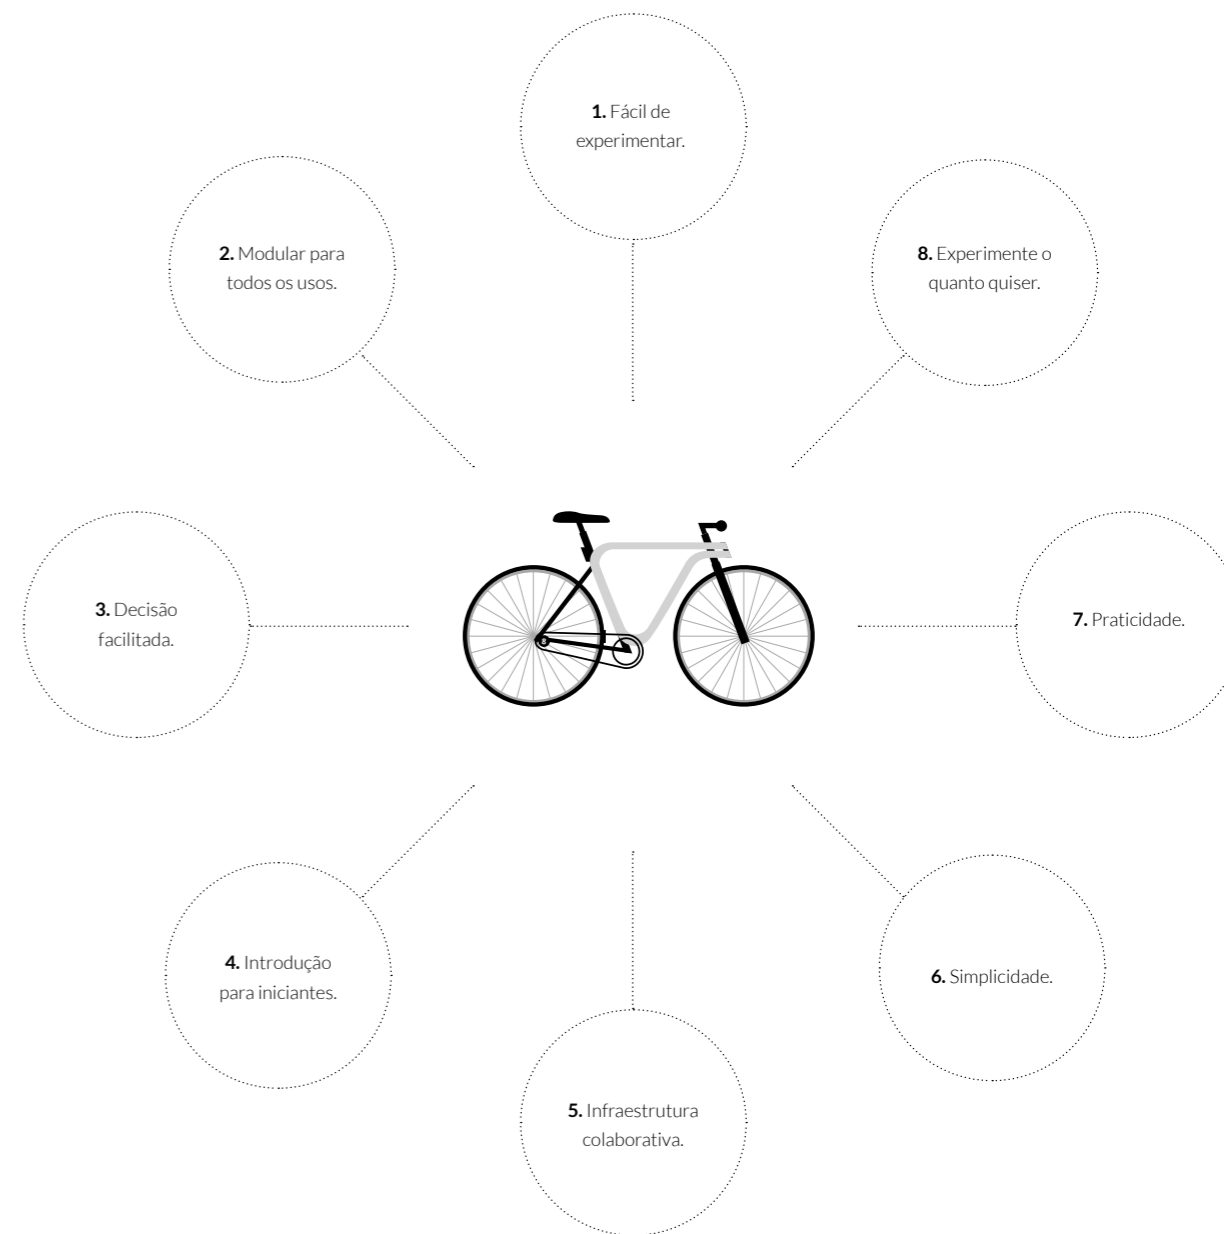 1. Fácil de
experimentar.
2. Modular para
todos os usos.
3. Decisão
facilitada.
4. Introdução
para iniciantes.
5. Infraestrutura
colaborativa.
6. Simplicidade.
7. Praticidade.
8. Experimente o
quanto quiser.